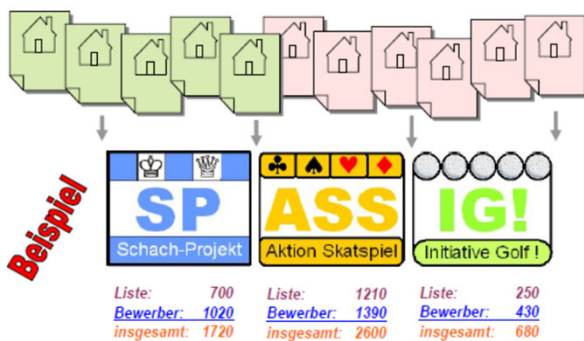 Beispiel
SP
Schach-Projekt
ASS
Aktion Skatspiel
IG!
Initiative Golf !
Liste: 700
Bewerber: 1020
insgesamt: 1720
Liste: 1210
Bewerber: 1390
insgesamt: 2600
Liste: 250
Bewerber: 430
insgesamt: 680